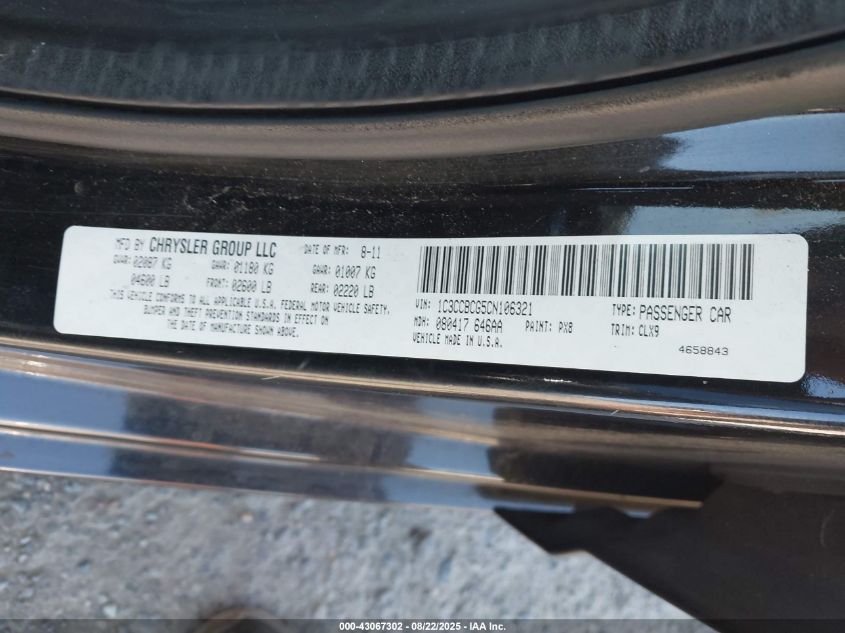 MFD BY CHRYSLER GROUP LLC DATE OF MFR: 8-11
GVWR: 02087 KG GAWR: 01180 KG GAWR: 01007 KG
04600 LB FRONT: 02600 LB REAR: 02220 LB
THIS VEHICLE CONFORMS TO ALL APPLICABLE U.S.A. FEDERAL MOTOR VEHICLE SAFETY,
BUMPER AND THEFT PREVENTION STANDARDS IN EFFECT ON
THE DATE OF MANUFACTURE SHOWN ABOVE.
VIN: 1C3CCBCG5CN106321 TYPE: PASSENGER CAR
MDH: 080417 646AA PAINT: PX8 TRIM: CLX9
VEHICLE MADE IN U.S.A. 4658843
000-43067302 - 08/22/2025 - IAA Inc.